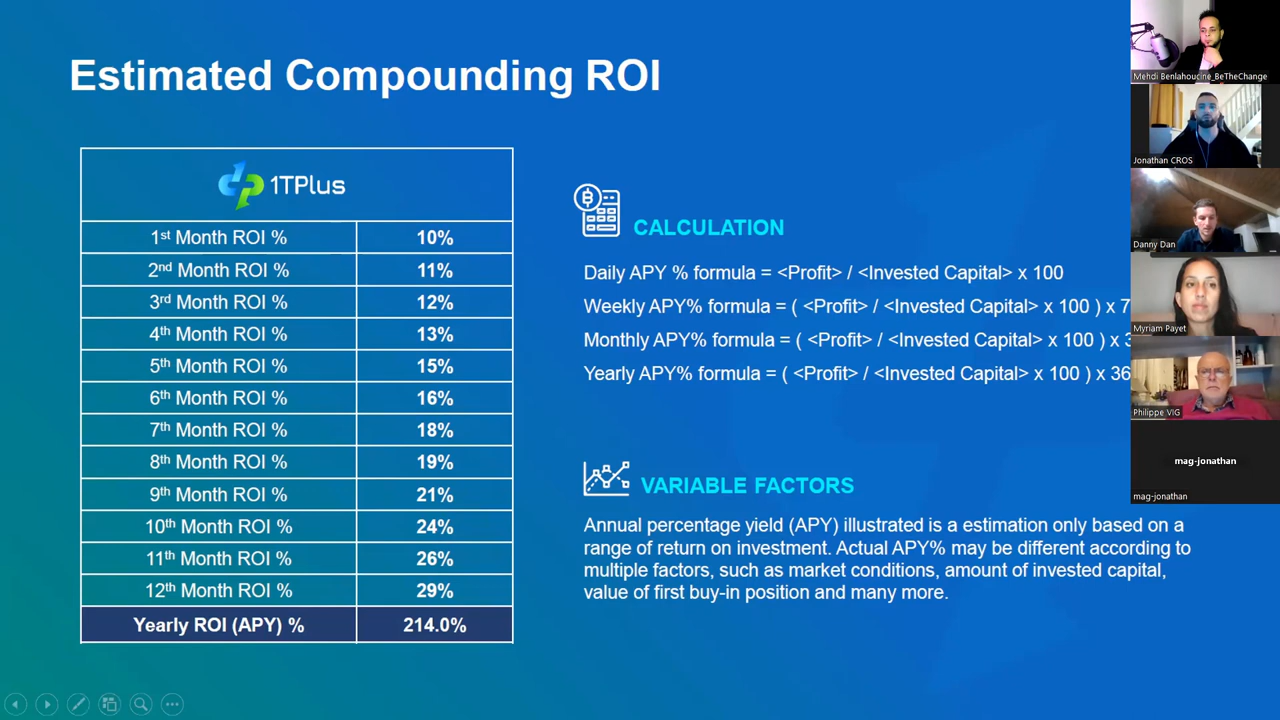 Estimated Compounding ROI
1TPlus
1st Month ROI % 10%
2nd Month ROI % 11%
3rd Month ROI % 12%
4th Month ROI % 13%
5th Month ROI % 15%
6th Month ROI % 16%
7th Month ROI % 18%
8th Month ROI % 19%
9th Month ROI % 21%
10th Month ROI % 24%
11th Month ROI % 26%
12th Month ROI % 29%
Yearly ROI (APY) % 214.0%
CALCULATION
Daily APY % formula = <Profit> / <Invested Capital> x 100
Weekly APY% formula = ( <Profit> / <Invested Capital> x 100 ) x 7
Monthly APY% formula = ( <Profit> / <Invested Capital> x 100 ) x 3
Yearly APY% formula = ( <Profit> / <Invested Capital> x 100 ) x 36
VARIABLE FACTORS
Annual percentage yield (APY) illustrated is a estimation only based on a
range of return on investment. Actual APY% may be different according to
multiple factors, such as market conditions, amount of invested capital,
value of first buy-in position and many more.
Mehdi Benlahoucine_BeTheChange
Jonathan CROS
Danny Dan
Myriam Payet
Philippe VIG
mag-jonathan
mag-jonathan